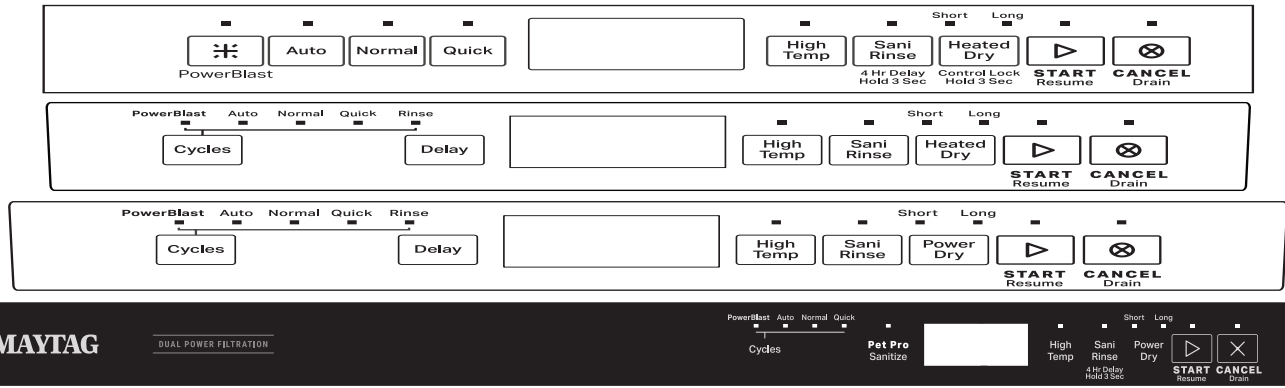 Short Long
Auto Normal Quick High Temp Sani Rinse Heated Dry
PowerBlast 4 Hr Delay Hold 3 Sec Control Lock Hold 3 Sec START Resume CANCEL Drain
PowerBlast Auto Normal Quick Rinse Short Long
Cycles Delay High Temp Sani Rinse Heated Dry
START Resume CANCEL Drain
PowerBlast Auto Normal Quick Rinse Short Long
Cycles Delay High Temp Sani Rinse Power Dry
START Resume CANCEL Drain
PowerBlast Auto Normal Quick Short Long
MAYTAG DUAL POWER FILTRATION Cycles Pet Pro Sanitize High Temp Sani Rinse Power Dry
4 Hr Delay Hold 3 Sec START Resume CANCEL Drain